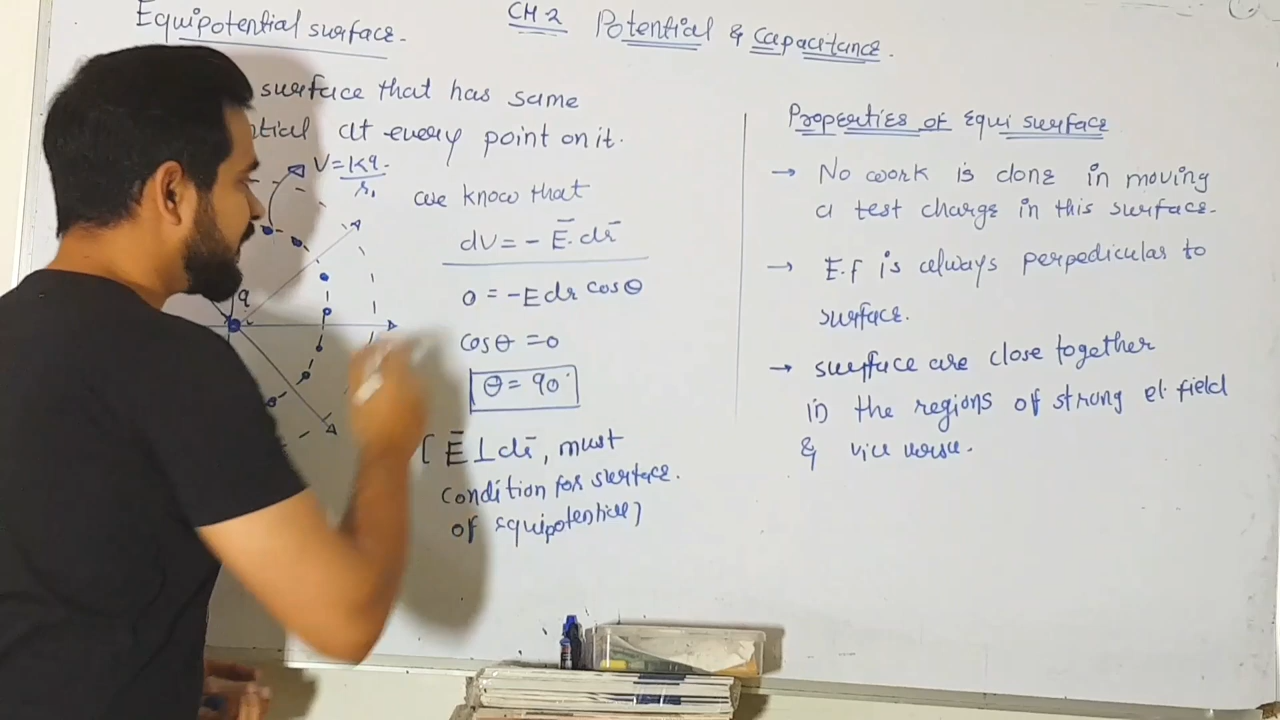 Equipotential surface.
CH-2 Potential & Capacitance.
surface that has same
ntial at every point on it.
V = Kq
r₁
q
we know that
dV = - E̅.dr̅
0 = -E dr cosθ
cosθ = 0
θ = 90°
[ E̅ ⊥ dr̅, must
condition for surface.
of equipotential]
Properties of Equi surface
→ No work is done in moving
a test charge in this surface.
→ E.f is always perpedicular to
surface.
→ surface are close together
in the regions of strong el. field
& vice versa.